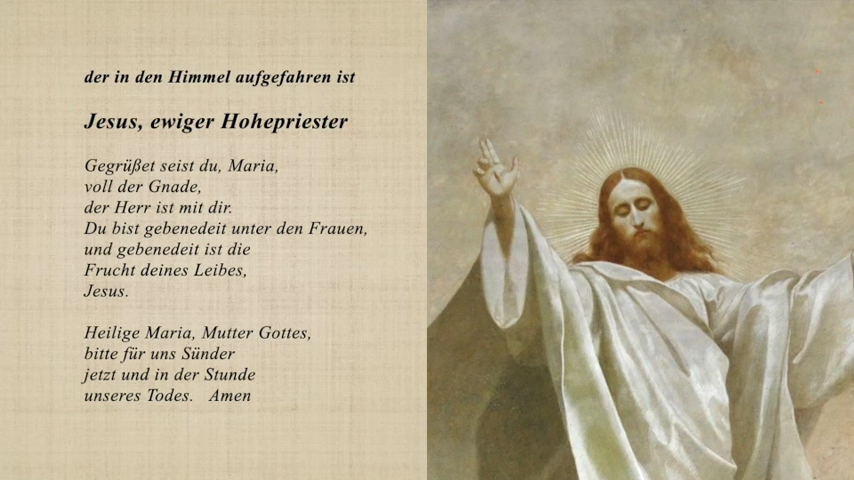 der in den Himmel aufgefahren ist
Jesus, ewiger Hohepriester
Gegrüßet seist du, Maria,
voll der Gnade,
der Herr ist mit dir.
Du bist gebenedeit unter den Frauen,
und gebenedeit ist die
Frucht deines Leibes,
Jesus.
Heilige Maria, Mutter Gottes,
bitte für uns Sünder
jetzt und in der Stunde
unseres Todes. Amen